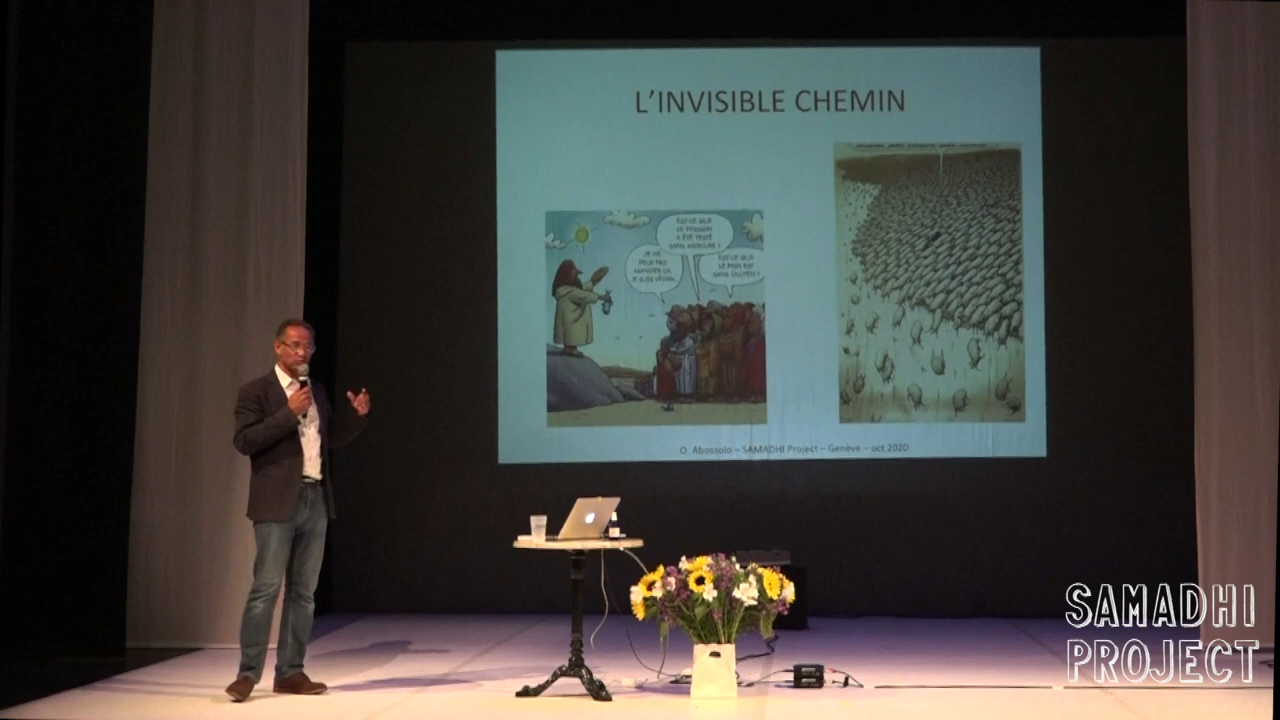 L'INVISIBLE CHEMIN
EST-CE QUE
CE POISSON
A ÉTÉ TESTÉ
SANS MERCURE ?
JE NE
PEUX PAS
MANGER ÇA,
JE SUIS VEGAN.
EST-CE QUE
LE PAIN EST
SANS GLUTEN ?
O. Abossolo – SAMADHI Project – Genève – oct 2020
SAMADHI
PROJECT